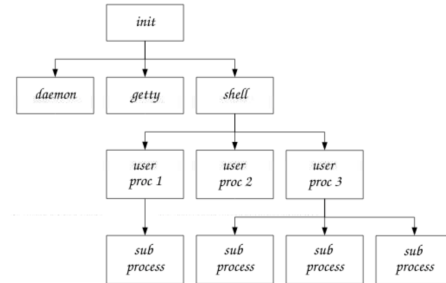 init
daemon
getty
shell
user
proc 1
user
proc 2
user
proc 3
sub
process
sub
process
sub
process
sub
process